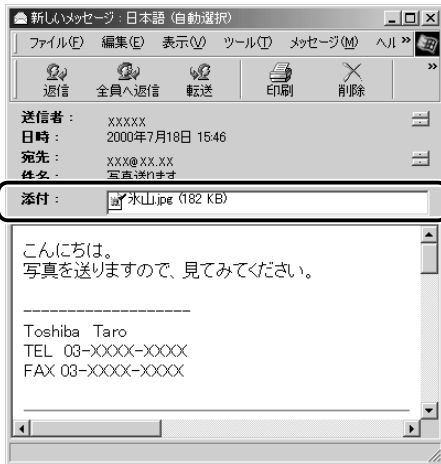 新しいメッセージ : 日本語 (自動選択)
ファイル(F) 編集(E) 表示(V) ツール(T) メッセージ(M) ヘル »
返信 全員へ返信 転送 印刷 削除 »
送信者 : xxxxx
日時 : 2000年7月18日 15:46
宛先 : xxx@xx.xx
件名 : 写真送ります
添付 : 氷山.jpg (182 KB)
こんにちは。
写真を送りますので、見てみてください。
--------------------
Toshiba Taro
TEL 03-XXXX-XXXX
FAX 03-XXXX-XXXX